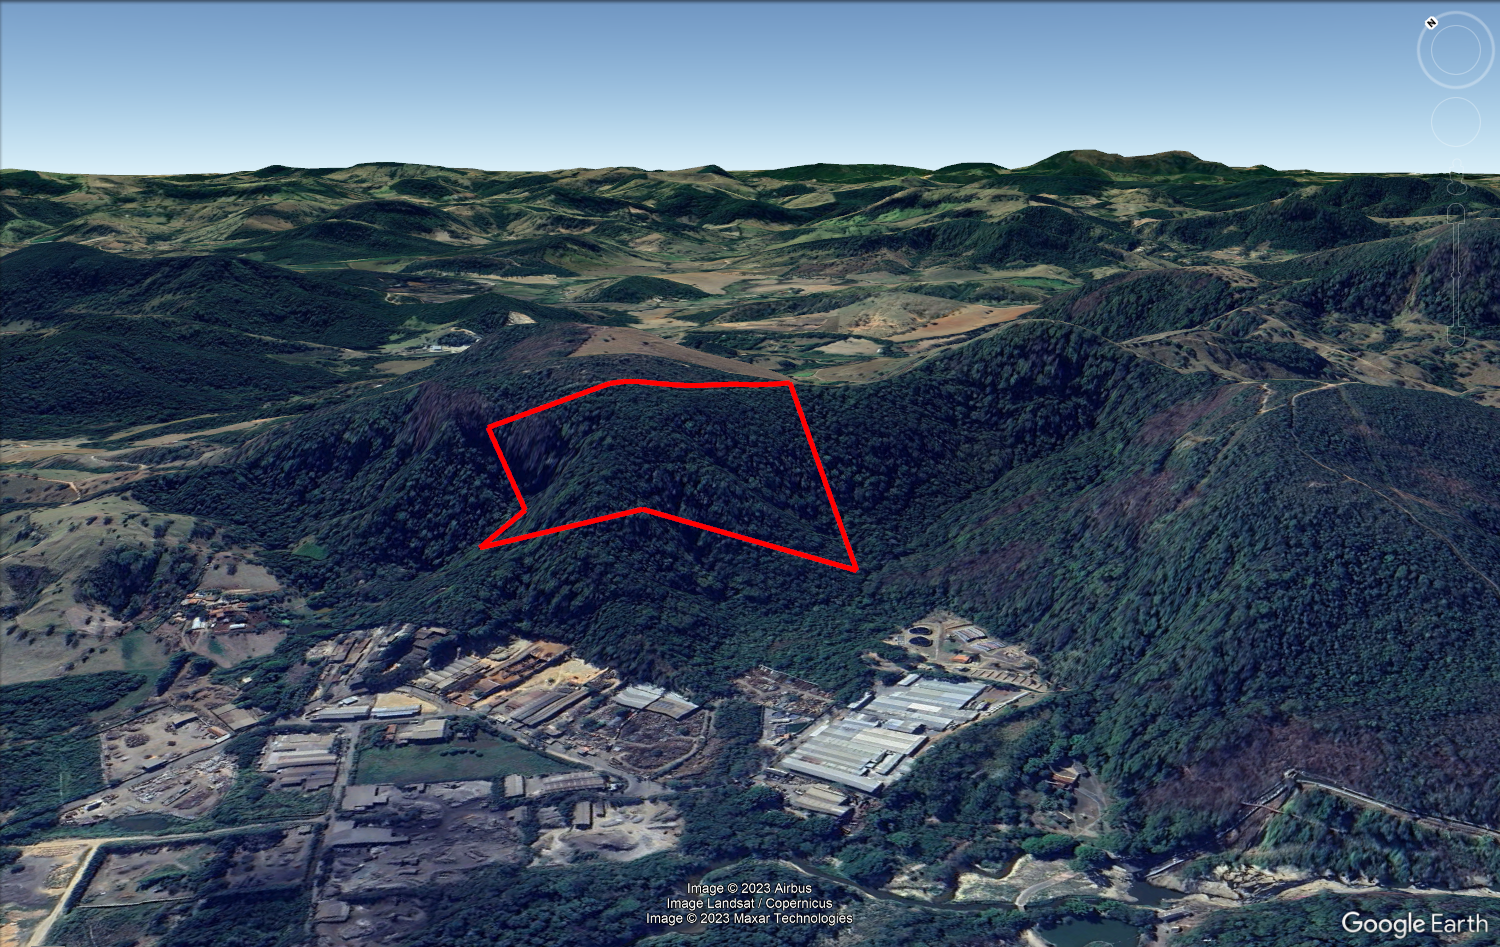 N
Image © 2023 Airbus
Image Landsat / Copernicus
Image © 2023 Maxar Technologies
Google Earth